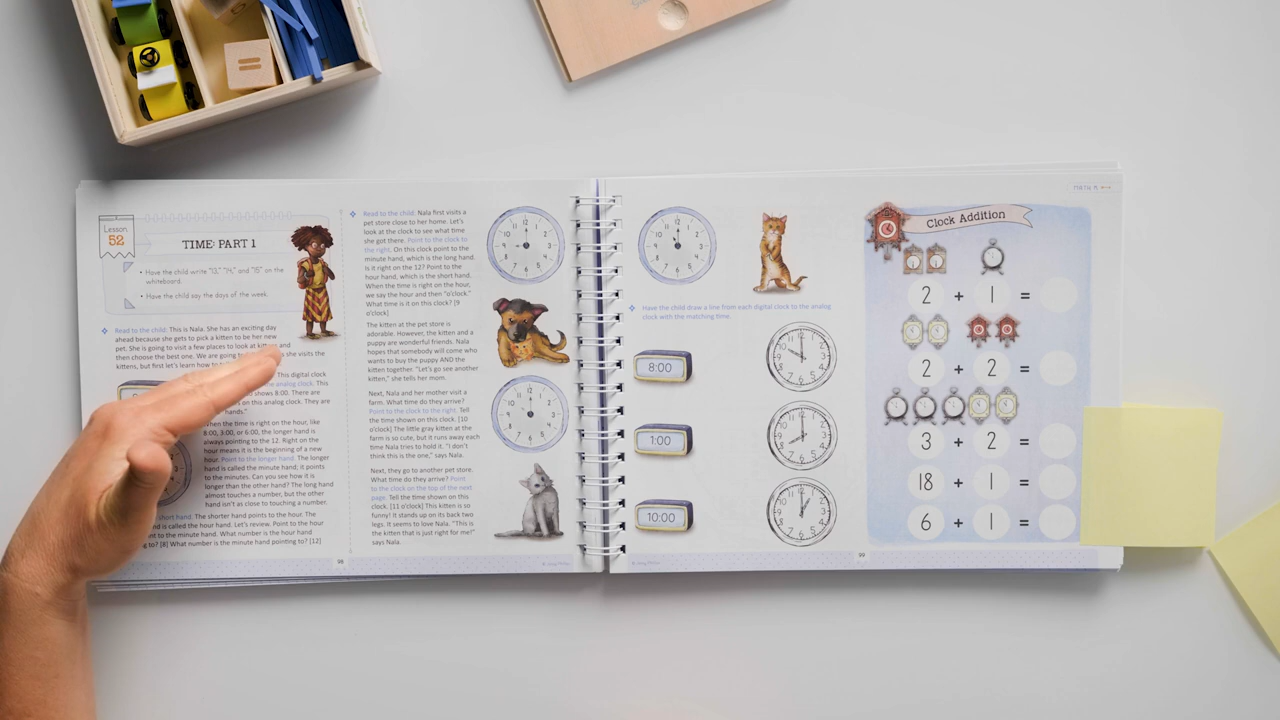 Lesson
52
TIME: PART 1
• Have the child write "13," "14," and "15" on the
whiteboard.
• Have the child say the days of the week.
Read to the child: This is Nala. She has an exciting day
ahead because she gets to pick a kitten to be her new
pet. She is going to visit a few places to look at kittens and
then choose the best one. We are going she visits the
kittens, but first let's learn how to
This digital clock
analog clock. This
shows 8:00. There are
on this analog clock. They are
hands."
When the time is right on the hour, like
8:00, 3:00, or 6:00, the longer hand is
always pointing to the 12. Right on the
hour means it is the beginning of a new
hour. Point to the longer hand. The longer
hand is called the minute hand; it points
to the minutes. Can you see how it is
longer than the other hand? The long hand
almost touches a number, but the other
hand isn't as close to touching a number.
short hand. The shorter hand points to the hour. The
hand is called the hour hand. Let's review. Point to the hour
nt to the minute hand. What number is the hour hand
to? [8] What number is the minute hand pointing to? [12]
98
Read to the child: Nala first visits a
pet store close to her home. Let's
look at the clock to see what time
she got there. Point to the clock to
the right. On this clock point to the
minute hand, which is the long hand.
Is it right on the 12? Point to the
hour hand, which is the short hand.
When the time is right on the hour,
we say the hour and then "o'clock."
What time is it on this clock? [9
o'clock]
The kitten at the pet store is
adorable. However, the kitten and a
puppy are wonderful friends. Nala
hopes that somebody will come who
wants to buy the puppy AND the
kitten together. "Let's go see another
kitten," she tells her mom.
Next, Nala and her mother visit a
farm. What time do they arrive?
Point to the clock to the right. Tell
the time shown on this clock. [10
o'clock] The little gray kitten at the
farm is so cute, but it runs away each
time Nala tries to hold it. "I don't
think this is the one," says Nala.
Next, they go to another pet store.
What time do they arrive? Point
to the clock on the top of the next
page. Tell the time shown on this
clock. [11 o'clock] This kitten is so
funny! It stands up on its back two
legs. It seems to love Nala. "This is
the kitten that is just right for me!"
says Nala.
MATH K
Have the child draw a line from each digital clock to the analog
clock with the matching time.
8:00
1:00
10:00
Clock Addition
2 + 1 =
2 + 2 =
3 + 2 =
18 + 1 =
6 + 1 =
99
=